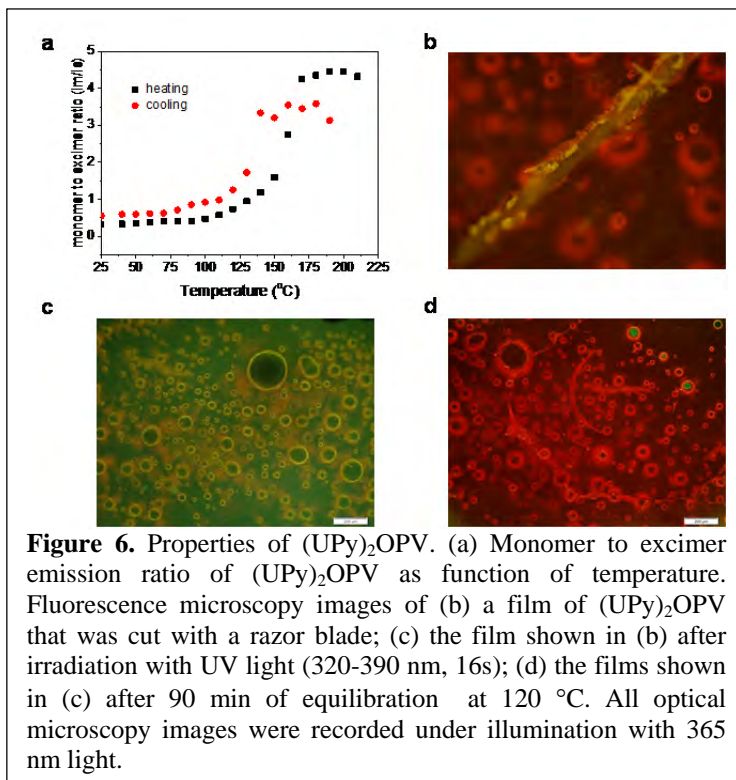 a
b
5
4
3
2
1
0
monomer to excimer ratio (Im/Ie)
heating
cooling
25 50 75 100 125 150 175 200 225
Temperature (°C)
c
d
Figure 6. Properties of (UPy)₂OPV. (a) Monomer to excimer
emission ratio of (UPy)₂OPV as function of temperature.
Fluorescence microscopy images of (b) a film of (UPy)₂OPV
that was cut with a razor blade; (c) the film shown in (b) after
irradiation with UV light (320-390 nm, 16s); (d) the films shown
in (c) after 90 min of equilibration at 120 °C. All optical
microscopy images were recorded under illumination with 365
nm light.